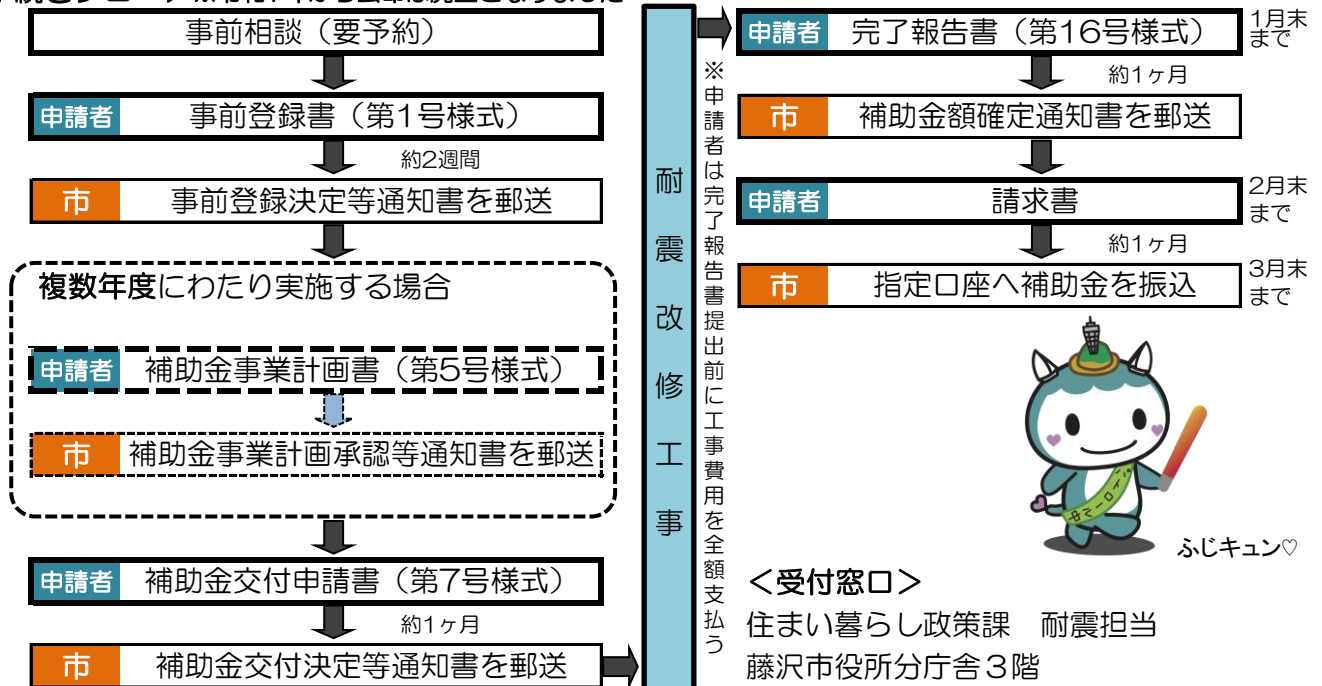 事前相談（要予約）
申請者 事前登録書（第1号様式）
約2週間
市 事前登録決定等通知書を郵送
複数年度にわたり実施する場合
申請者 補助金事業計画書（第5号様式）
市 補助金事業計画承認等通知書を郵送
申請者 補助金交付申請書（第7号様式）
約1ヶ月
市 補助金交付決定等通知書を郵送
耐震改修工事
※申請者は完了報告書提出前に工事費用を全額支払う
申請者 完了報告書（第16号様式）
1月末
まで
約1ヶ月
市 補助金額確定通知書を郵送
申請者 請求書
2月末
まで
約1ヶ月
市 指定口座へ補助金を振込
3月末
まで
ふじキュン♡
＜受付窓口＞
住まい暮らし政策課　耐震担当
藤沢市役所分庁舎３階